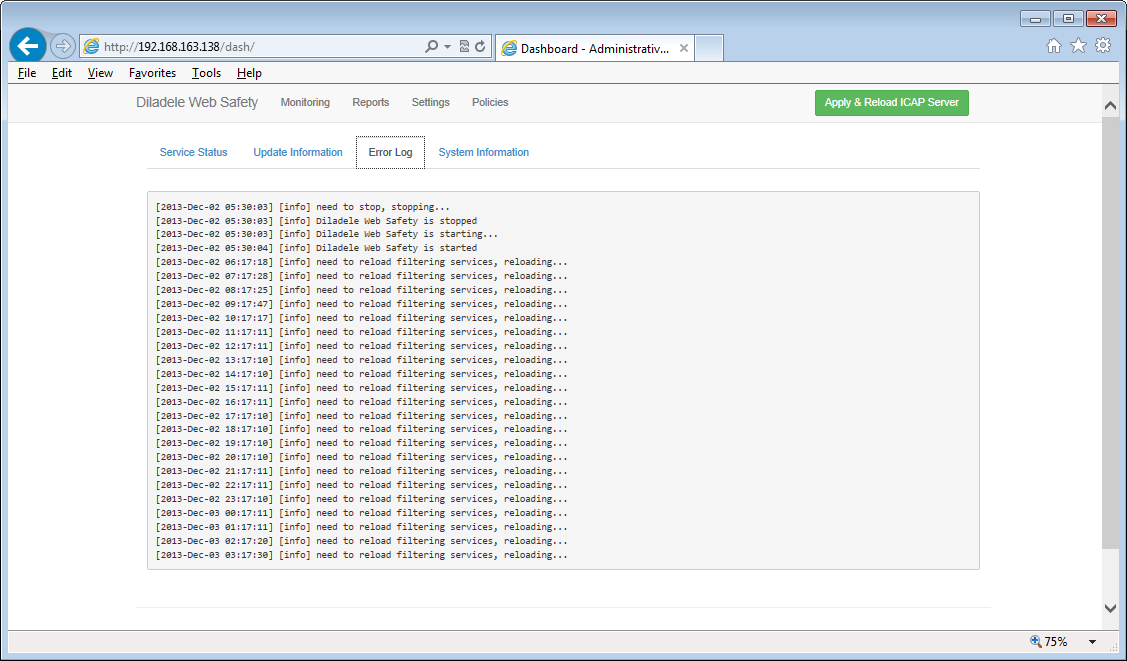 http://192.168.163.138/dash/
Dashboard - Administrativ...
File Edit View Favorites Tools Help
Diladele Web Safety Monitoring Reports Settings Policies Apply & Reload ICAP Server
Service Status Update Information Error Log System Information
[2013-Dec-02 05:30:03] [info] need to stop, stopping...
[2013-Dec-02 05:30:03] [info] Diladele Web Safety is stopped
[2013-Dec-02 05:30:03] [info] Diladele Web Safety is starting...
[2013-Dec-02 05:30:04] [info] Diladele Web Safety is started
[2013-Dec-02 06:17:18] [info] need to reload filtering services, reloading...
[2013-Dec-02 07:17:28] [info] need to reload filtering services, reloading...
[2013-Dec-02 08:17:25] [info] need to reload filtering services, reloading...
[2013-Dec-02 09:17:47] [info] need to reload filtering services, reloading...
[2013-Dec-02 10:17:17] [info] need to reload filtering services, reloading...
[2013-Dec-02 11:17:11] [info] need to reload filtering services, reloading...
[2013-Dec-02 12:17:11] [info] need to reload filtering services, reloading...
[2013-Dec-02 13:17:10] [info] need to reload filtering services, reloading...
[2013-Dec-02 14:17:10] [info] need to reload filtering services, reloading...
[2013-Dec-02 15:17:11] [info] need to reload filtering services, reloading...
[2013-Dec-02 16:17:11] [info] need to reload filtering services, reloading...
[2013-Dec-02 17:17:10] [info] need to reload filtering services, reloading...
[2013-Dec-02 18:17:10] [info] need to reload filtering services, reloading...
[2013-Dec-02 19:17:10] [info] need to reload filtering services, reloading...
[2013-Dec-02 20:17:10] [info] need to reload filtering services, reloading...
[2013-Dec-02 21:17:11] [info] need to reload filtering services, reloading...
[2013-Dec-02 22:17:11] [info] need to reload filtering services, reloading...
[2013-Dec-02 23:17:10] [info] need to reload filtering services, reloading...
[2013-Dec-03 00:17:11] [info] need to reload filtering services, reloading...
[2013-Dec-03 01:17:11] [info] need to reload filtering services, reloading...
[2013-Dec-03 02:17:20] [info] need to reload filtering services, reloading...
[2013-Dec-03 03:17:30] [info] need to reload filtering services, reloading...
75%